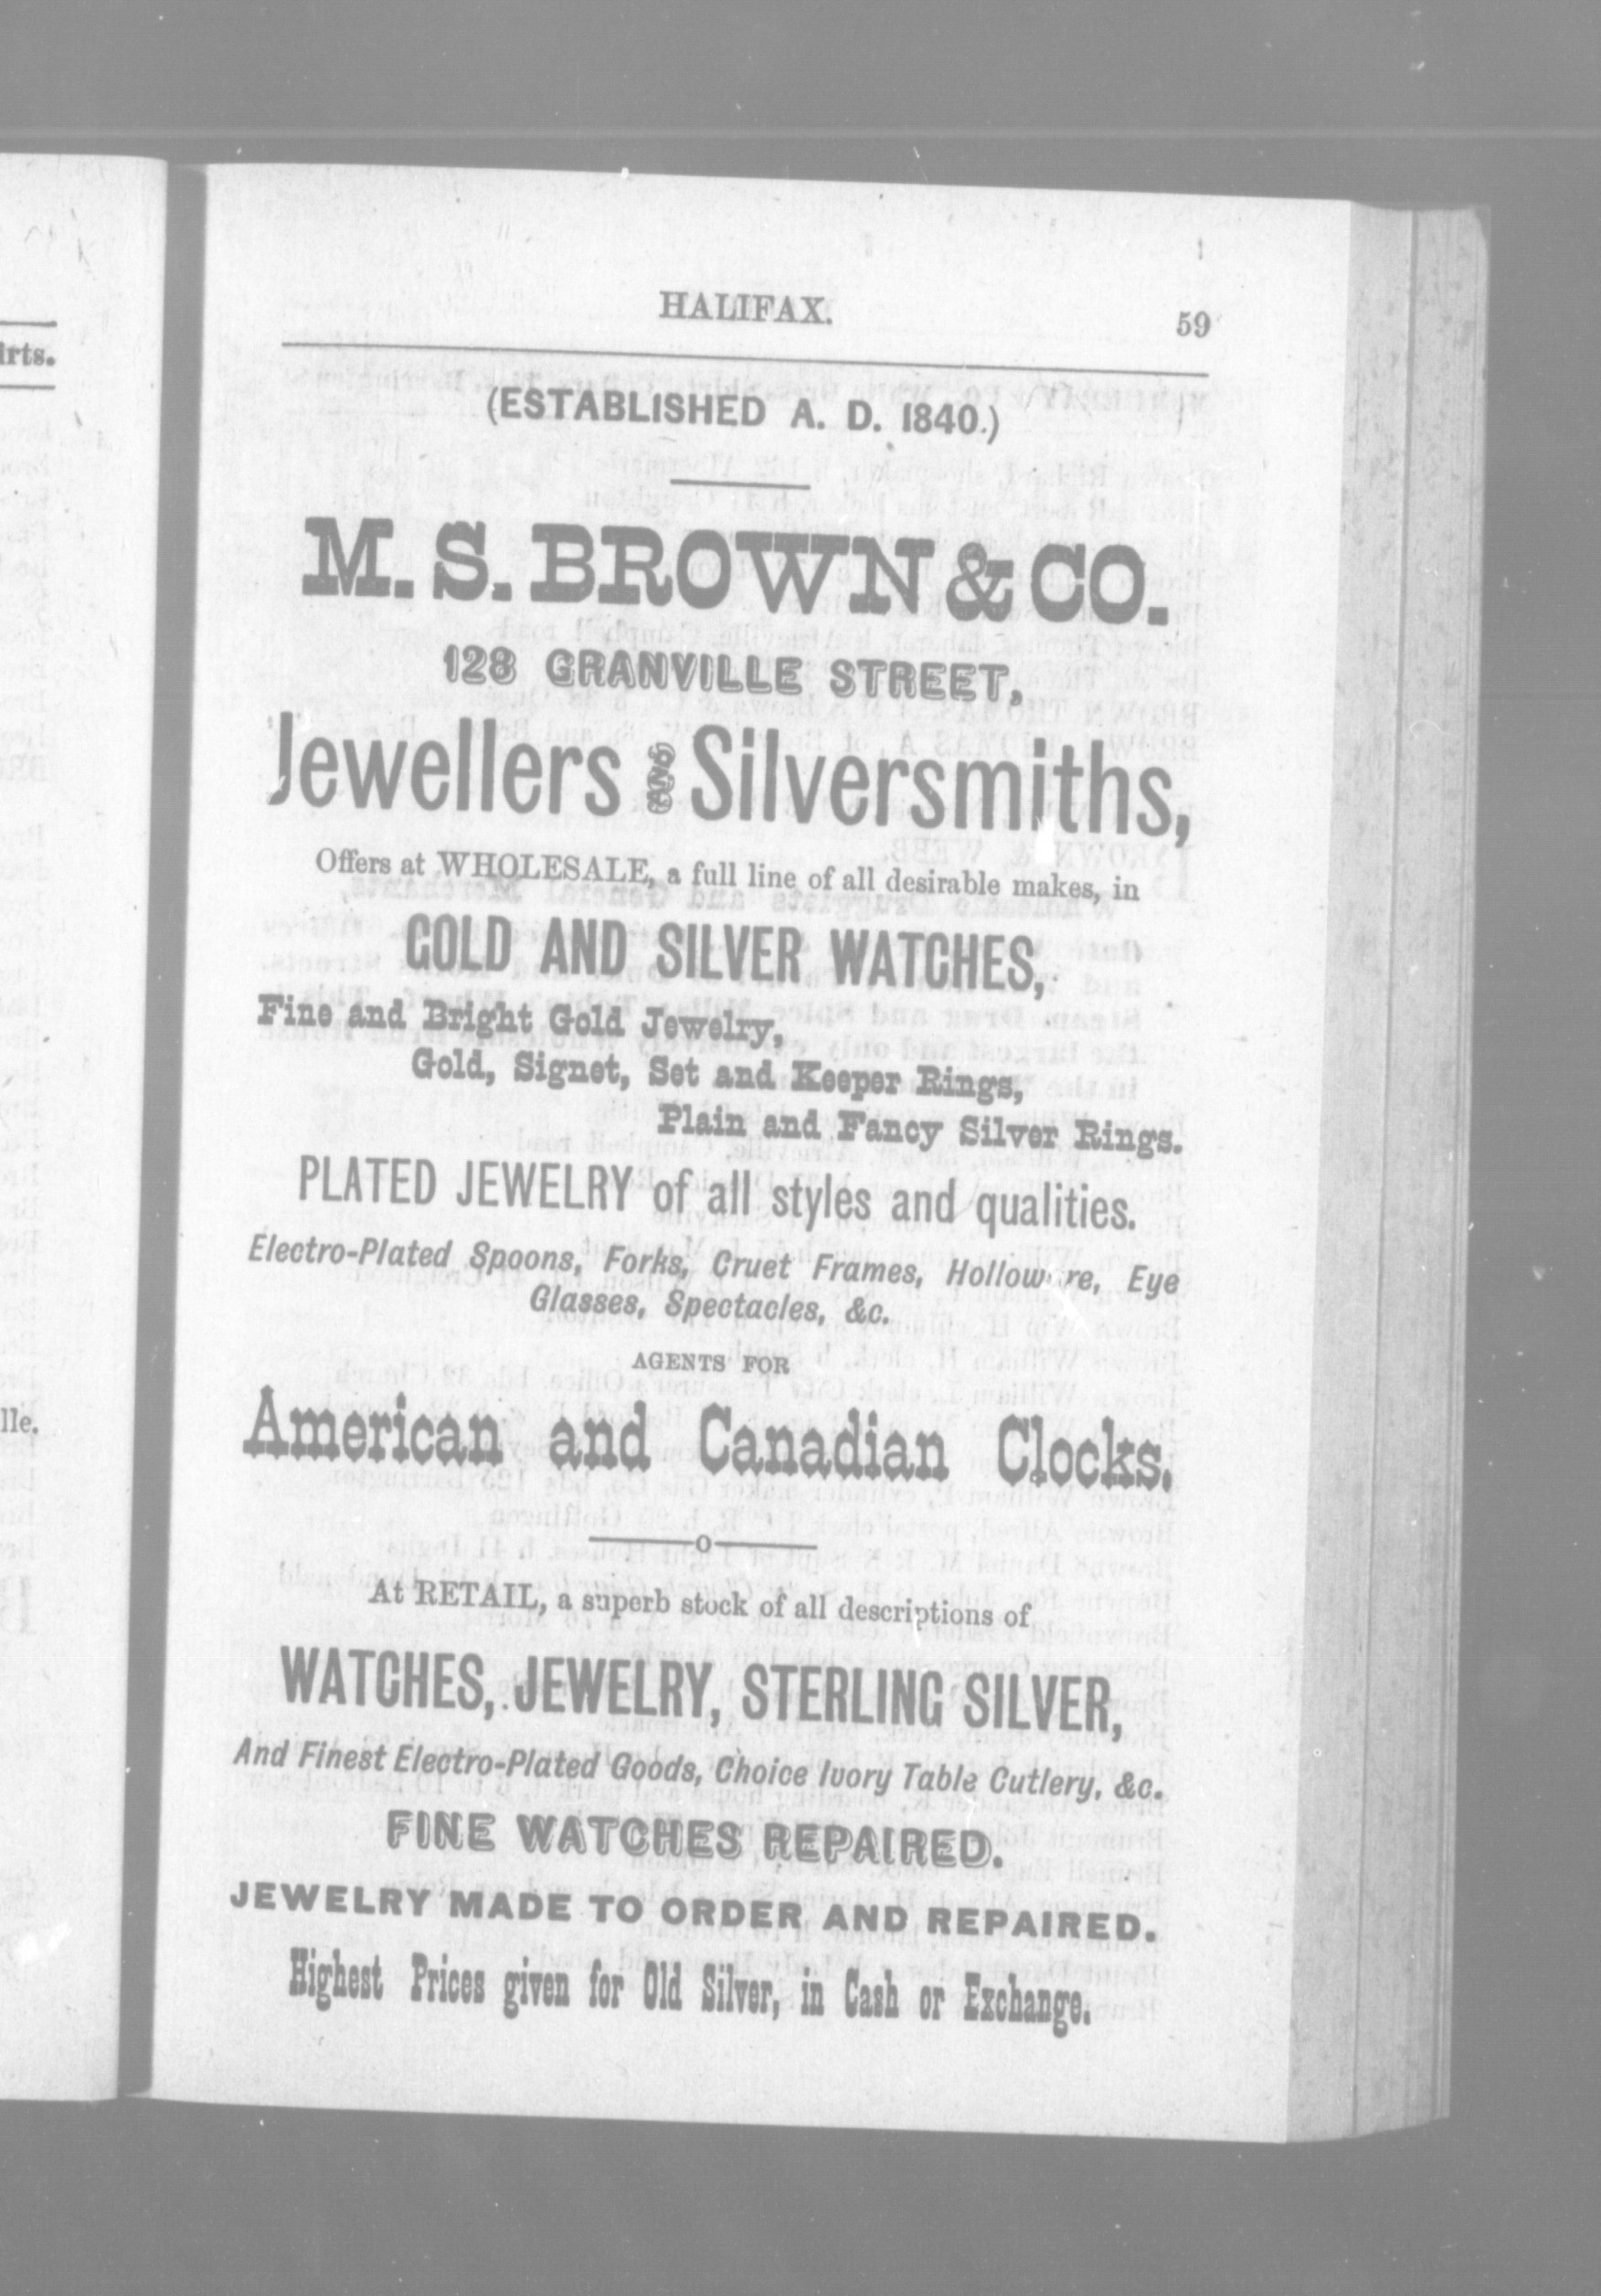 HALIFAX. 59
(ESTABLISHED A. D. 1840.)
M. S. BROWN & CO.
128 GRANVILLE STREET,
Jewellers AND Silversmiths,
Offers at WHOLESALE, a full line of all desirable makes, in
GOLD AND SILVER WATCHES,
Fine and Bright Gold Jewelry,
Gold, Signet, Set and Keeper Rings,
Plain and Fancy Silver Rings.
PLATED JEWELRY of all styles and qualities.
Electro-Plated Spoons, Forks, Cruet Frames, Eye
Glasses, Spectacles, &c.
AGENTS FOR
American and Canadian Clocks.
At RETAIL, a superb stock of all descriptions of
WATCHES, JEWELRY, STERLING SILVER,
And Finest Electro-Plated Goods, Choice Ivory Table Cutlery, &c.
FINE WATCHES REPAIRED.
JEWELRY MADE TO ORDER AND REPAIRED.
Highest Prices given for Old Silver, in Cash or Exchange.